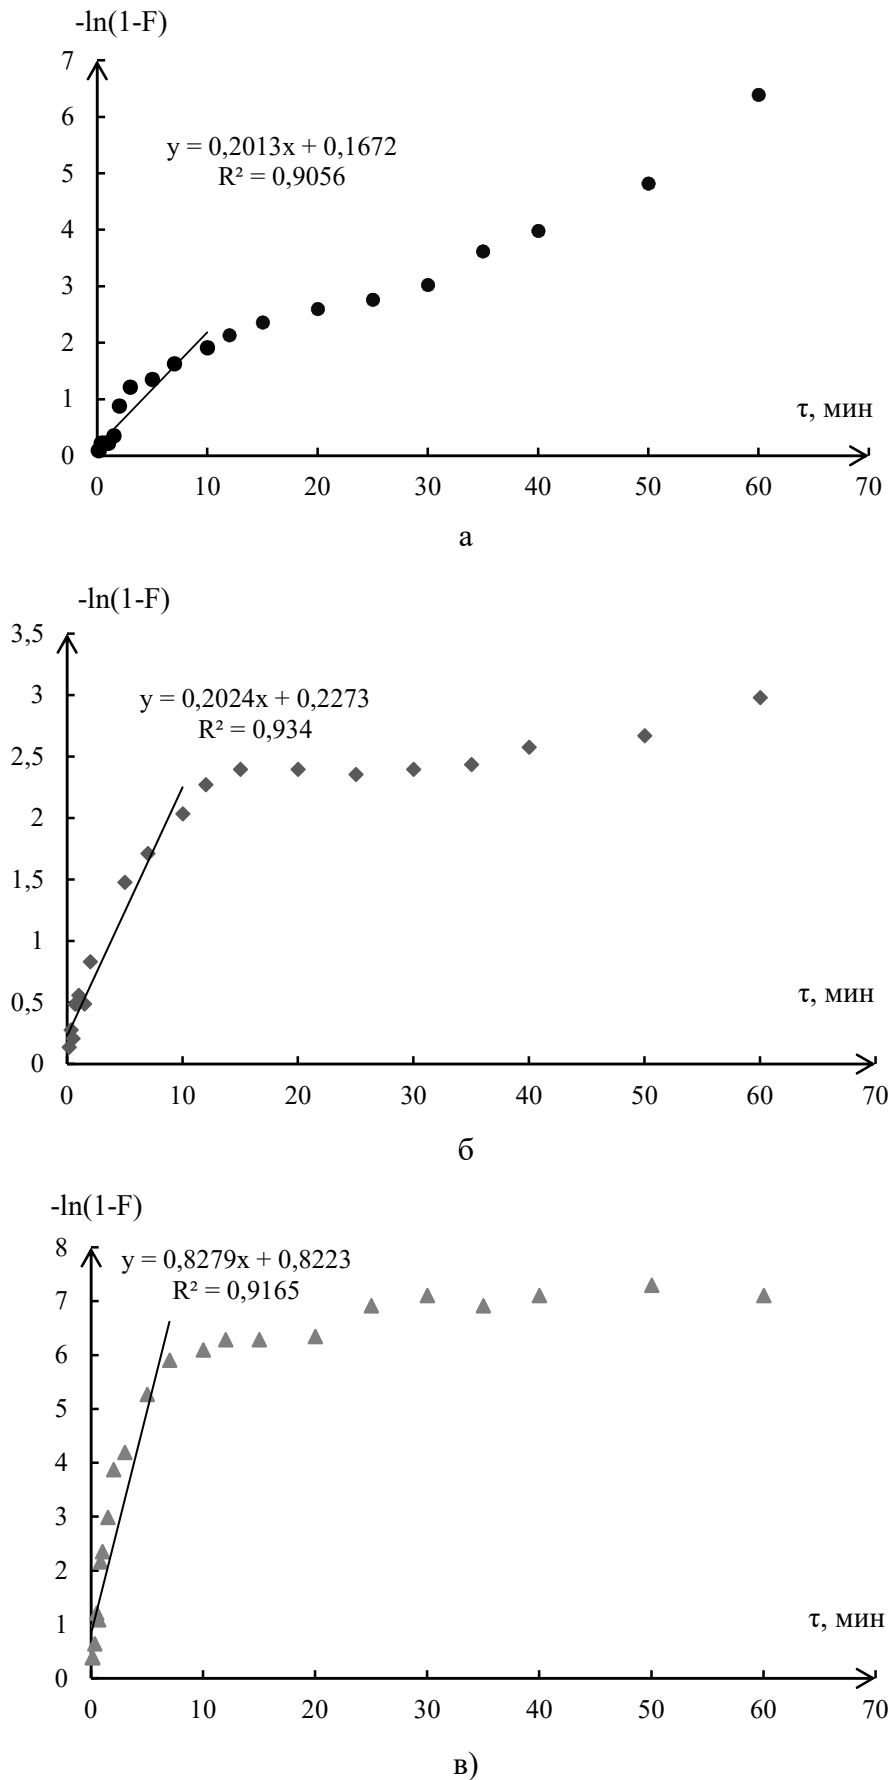 -ln(1-F)
7
6
5
4
3
2
1
0
y = 0,2013x + 0,1672
R² = 0,9056
τ, мин
0 10 20 30 40 50 60 70
а
-ln(1-F)
3,5
3
2,5
2
1,5
1
0,5
0
y = 0,2024x + 0,2273
R² = 0,934
τ, мин
0 10 20 30 40 50 60 70
б
-ln(1-F)
8
7
6
5
4
3
2
1
0
y = 0,8279x + 0,8223
R² = 0,9165
τ, мин
0 10 20 30 40 50 60 70
в)